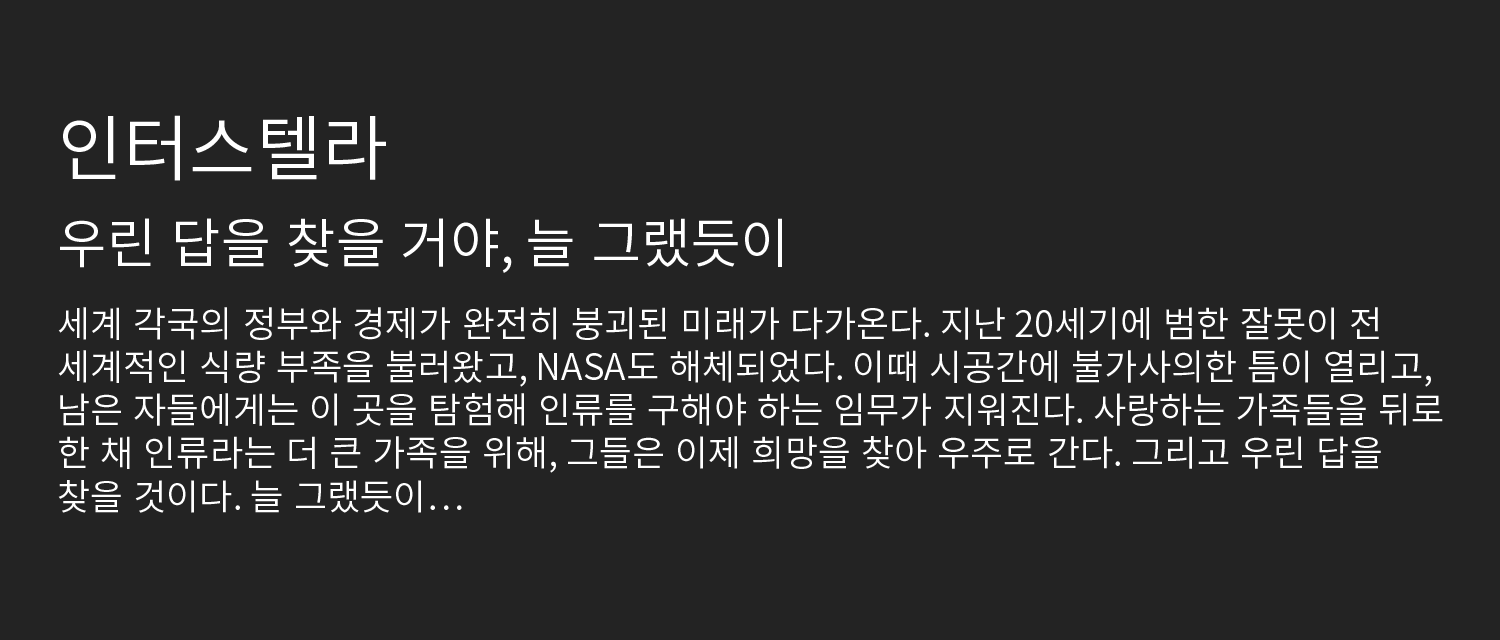 인터스텔라
우린 답을 찾을 거야, 늘 그랬듯이
세계 각국의 정부와 경제가 완전히 붕괴된 미래가 다가온다. 지난 20세기에 범한 잘못이 전
세계적인 식량 부족을 불러왔고, NASA도 해체되었다. 이때 시공간에 불가사의한 틈이 열리고,
남은 자들에게는 이 곳을 탐험해 인류를 구해야 하는 임무가 지워진다. 사랑하는 가족들을 뒤로
한 채 인류라는 더 큰 가족을 위해, 그들은 이제 희망을 찾아 우주로 간다. 그리고 우린 답을
찾을 것이다. 늘 그랬듯이…